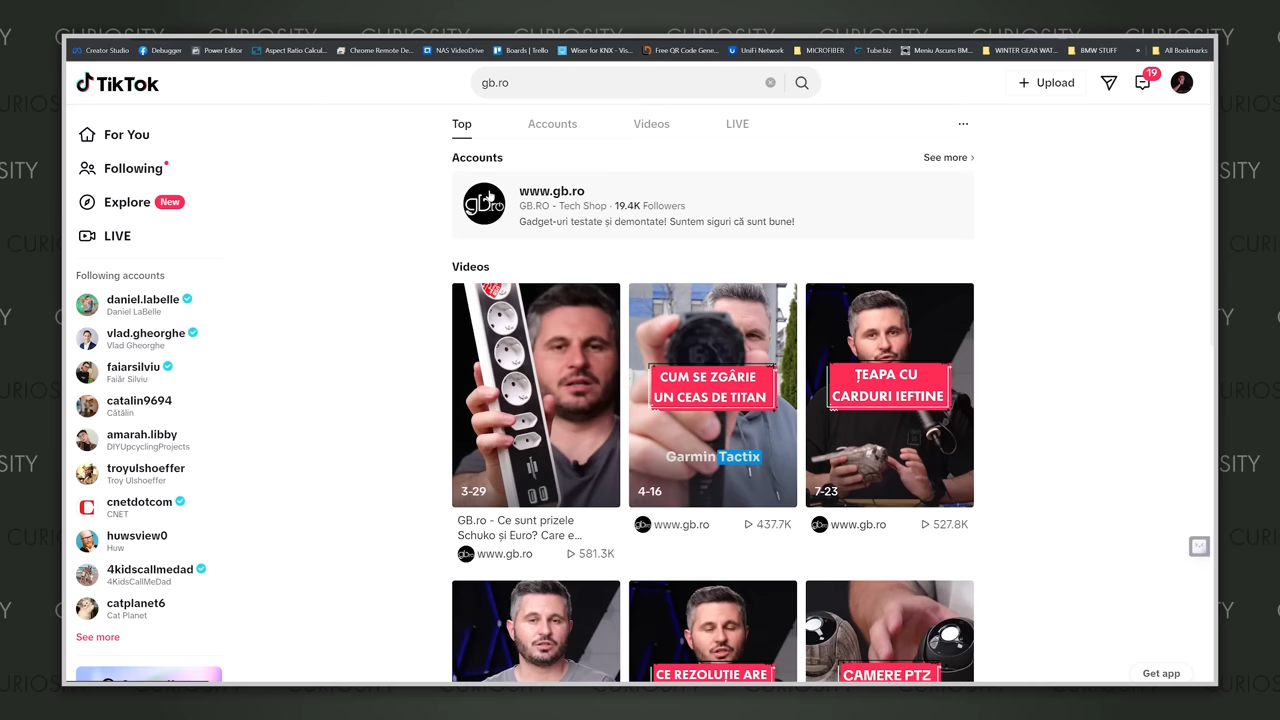 CURIOSITY
Creator Studio
Debugger
Power Editor
Aspect Ratio Calcul...
Chrome Remote De...
NAS VideoDrive
Boards | Trello
Wiser for KNX - Vis...
Free QR Code Gene...
UniFi Network
MICROFIBER
Tube.biz
Meniu Ascuns BM...
WINTER GEAR WAT...
BMW STUFF
»
All Bookmarks
TikTok
gb.ro
+ Upload
19
For You
Following
Explore New
LIVE
Following accounts
daniel.labelle
Daniel LaBelle
vlad.gheorghe
Vlad Gheorghe
faiarsilviu
Faiăr Silviu
catalin9694
Cătălin
amarah.libby
DIYUpcyclingProjects
troyulshoeffer
Troy Ulshoeffer
cnetdotcom
CNET
huwsview0
Huw
4kidscallmedad
4KidsCallMeDad
catplanet6
Cat Planet
See more
Top
Accounts
Videos
LIVE
...
Accounts
See more ›
www.gb.ro
GB.RO - Tech Shop · 19.4K Followers
Gadget-uri testate și demontate! Suntem siguri că sunt bune!
Videos
3-29
GB.ro - Ce sunt prizele
Schuko și Euro? Care e...
www.gb.ro
581.3K
CUM SE ZGÂRIE
UN CEAS DE TITAN
Garmin Tactix
4-16
www.gb.ro
437.7K
ȚEAPA CU
CARDURI IEFTINE
7-23
www.gb.ro
527.8K
CE REZOLUȚIE ARE
CAMERE PTZ
Get app